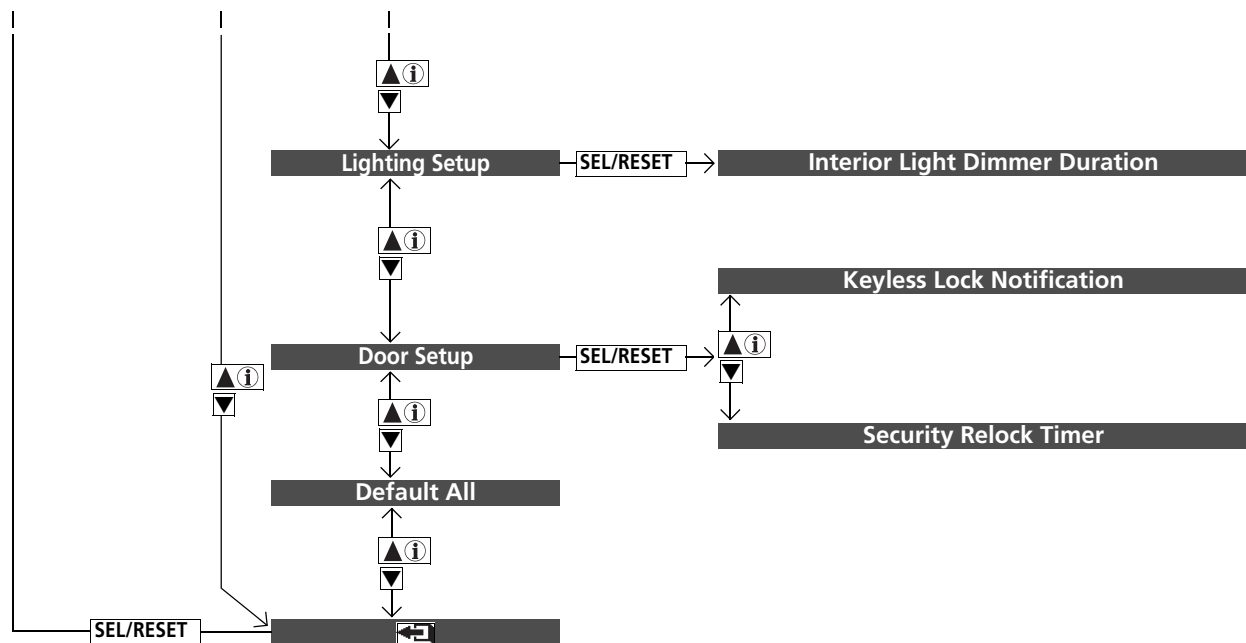 ▲ⓘ
▼
Lighting Setup SEL/RESET Interior Light Dimmer Duration
▲ⓘ
▼
Keyless Lock Notification
Door Setup SEL/RESET ▲ⓘ
▼
▲ⓘ
▼
▲ⓘ
▼
Security Relock Timer
Default All
▲ⓘ
▼
SEL/RESET